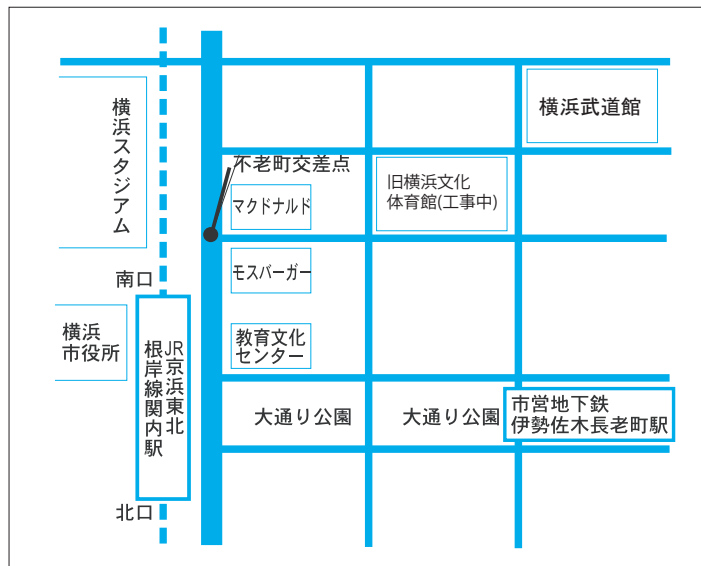 横浜スタジアム
横浜武道館
不老町交差点
マクドナルド
旧横浜文化
体育館(工事中)
モスバーガー
南口
横浜
市役所
JR京浜東北
根岸線関内駅
教育文化
センター
大通り公園
大通り公園
市営地下鉄
伊勢佐木長老町駅
北口